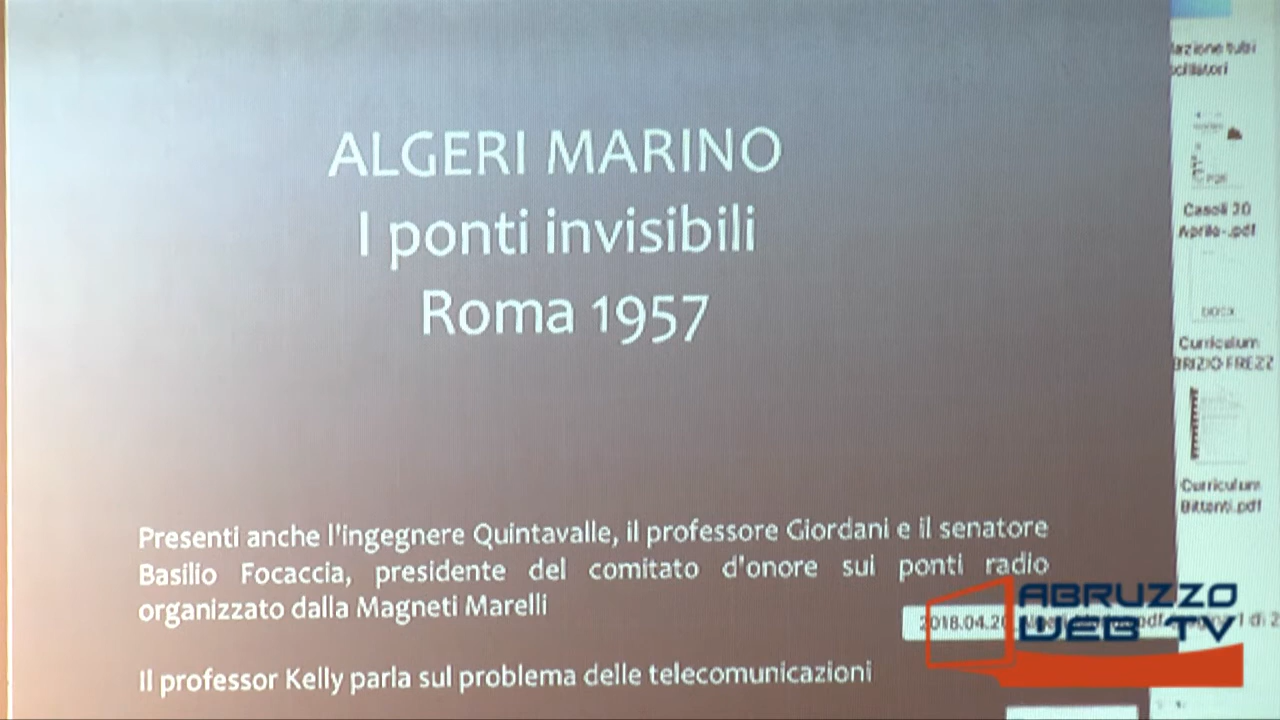 ALGERI MARINO
I ponti invisibili
Roma 1957
Presenti anche l'ingegnere Quintavalle, il professore Giordani e il senatore
Basilio Focaccia, presidente del comitato d'onore sui ponti radio
organizzato dalla Magneti Marelli
Il professor Kelly parla sul problema delle telecomunicazioni
Casoli 30
Aprile-.pdf
DOCX
Curriculum
BRIZIO FREZZ
Curriculum
Bittanti.pdf
2018.04.20
ABRUZZO
WEB TV